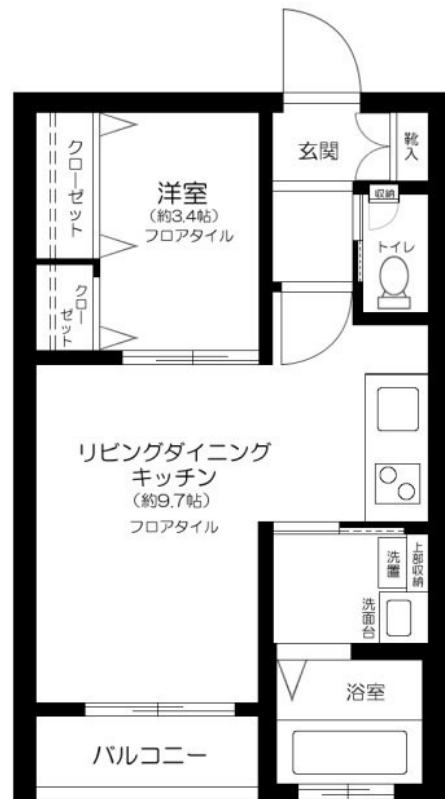 玄関
靴入
クローゼット
洋室
(約3.4帖)
フロアタイル
収納
トイレ
クローゼット
リビングダイニング
キッチン
(約9.7帖)
フロアタイル
洗置
上部収納
洗面台
浴室
バルコニー